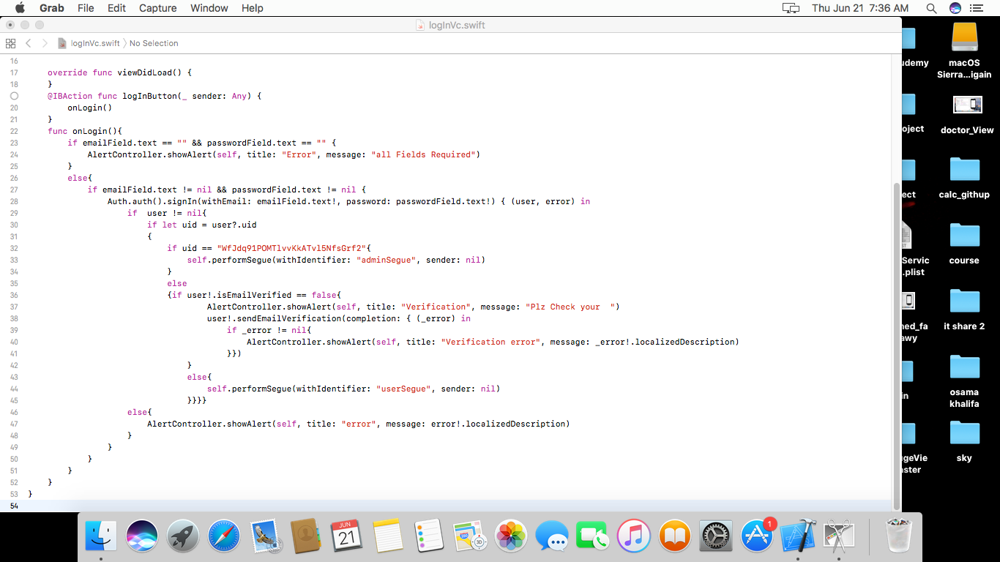 Grab File Edit Capture Window Help Thu Jun 21 7:36 AM
logInVc.swift
logInVc.swift No Selection
16
17 override func viewDidLoad() {
18 }
@IBAction func logInButton(_ sender: Any) {
20 onLogin()
21 }
22 func onLogin(){
23 if emailField.text == "" && passwordField.text == "" {
24 AlertController.showAlert(self, title: "Error", message: "all Fields Required")
25 }
26 else{
27 if emailField.text != nil && passwordField.text != nil {
28 Auth.auth().signIn(withEmail: emailField.text!, password: passwordField.text!) { (user, error) in
29 if  user != nil{
30 if let uid = user?.uid
31 {
32 if uid == "WfJdq91POMTlvvKkATvl5NfsGrf2"{
33 self.performSegue(withIdentifier: "adminSegue", sender: nil)
34 }
35 else
36 {if user!.isEmailVerified == false{
37 AlertController.showAlert(self, title: "Verification", message: "Plz Check your  ")
38 user!.sendEmailVerification(completion: { (_error) in
39 if _error != nil{
40 AlertController.showAlert(self, title: "Verification error", message: _error!.localizedDescription)
41 }})
42 }
43 else{
44 self.performSegue(withIdentifier: "userSegue", sender: nil)
45 }}}}
46 else{
47 AlertController.showAlert(self, title: "error", message: error!.localizedDescription)
48 }
49 }
50 }
51 }
52 }
53 }
54
udemy
macOS
Sierra...igain
oject
doctor_View
ect
calc_githup
Servic
.plist
course
ned_fa
awy
it share 2
in
osama
khalifa
geVie
ster
sky
JUN
21
1